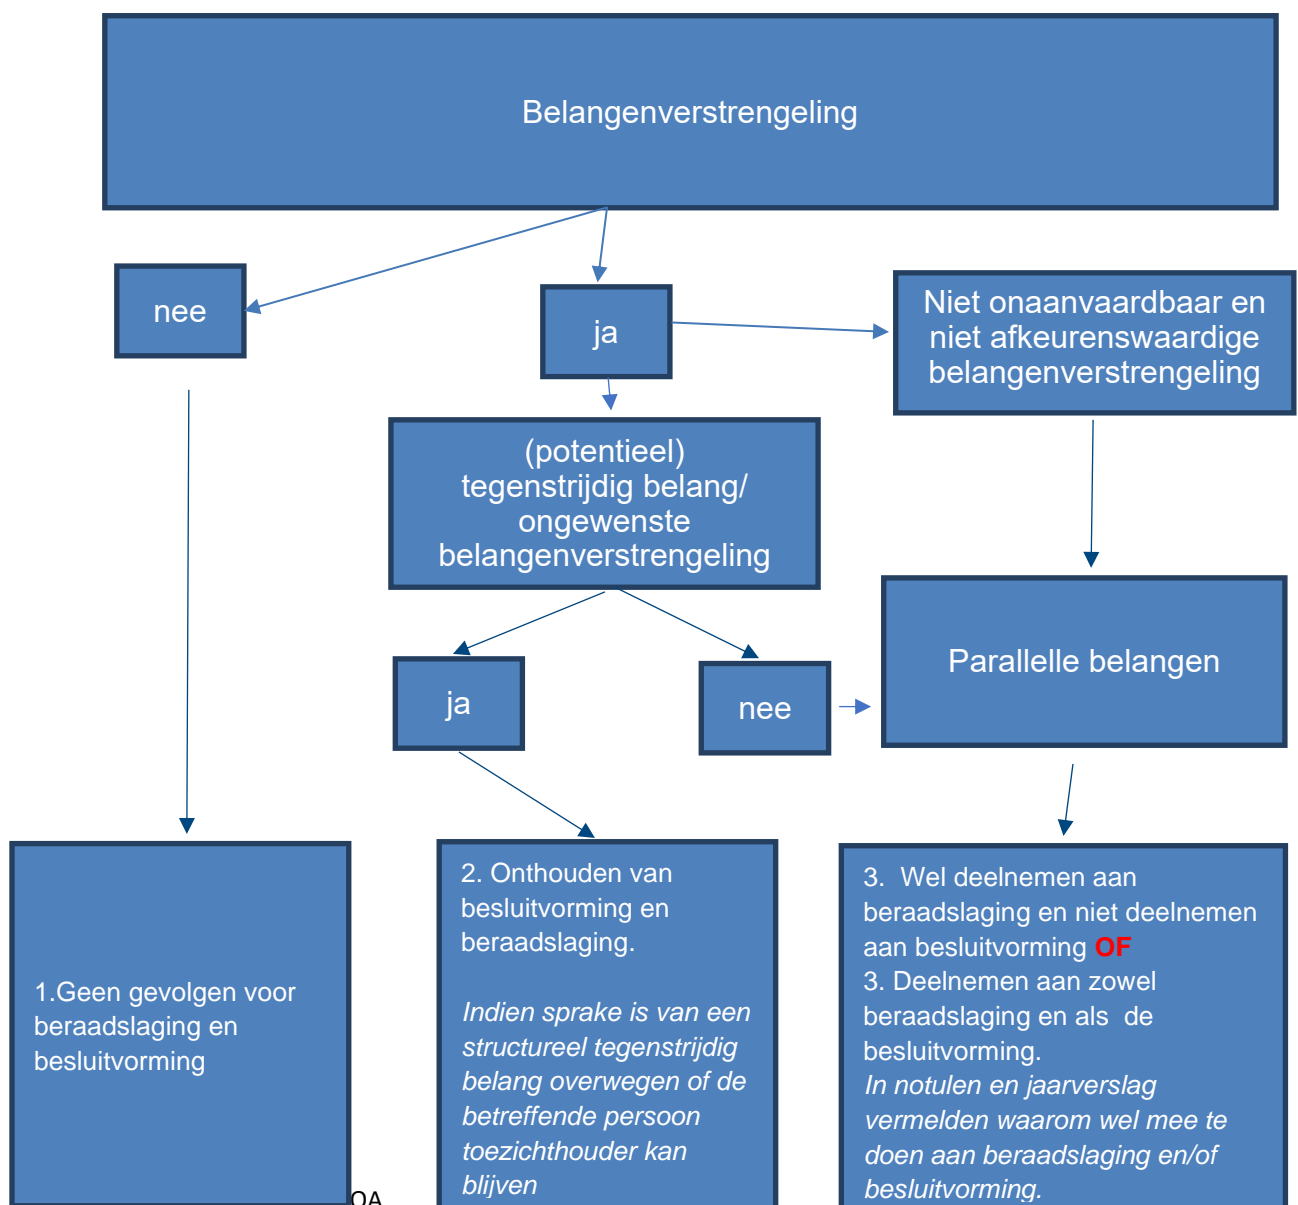 Belangenverstrengeling
nee
ja
Niet onaanvaardbaar en
niet afkeurenswaardige
belangenverstrengeling
(potentieel)
tegenstrijdig belang/
ongewenste
belangenverstrengeling
ja
nee
Parallelle belangen
1.Geen gevolgen voor
beraadslaging en
besluitvorming
2. Onthouden van
besluitvorming en
beraadslaging.
Indien sprake is van een
structureel tegenstrijdig
belang overwegen of de
betreffende persoon
toezichthouder kan
blijven
3.  Wel deelnemen aan
beraadslaging en niet deelnemen
aan besluitvorming OF
3. Deelnemen aan zowel
beraadslaging en als  de
besluitvorming.
In notulen en jaarverslag
vermelden waarom wel mee te
doen aan beraadslaging en/of
besluitvorming.